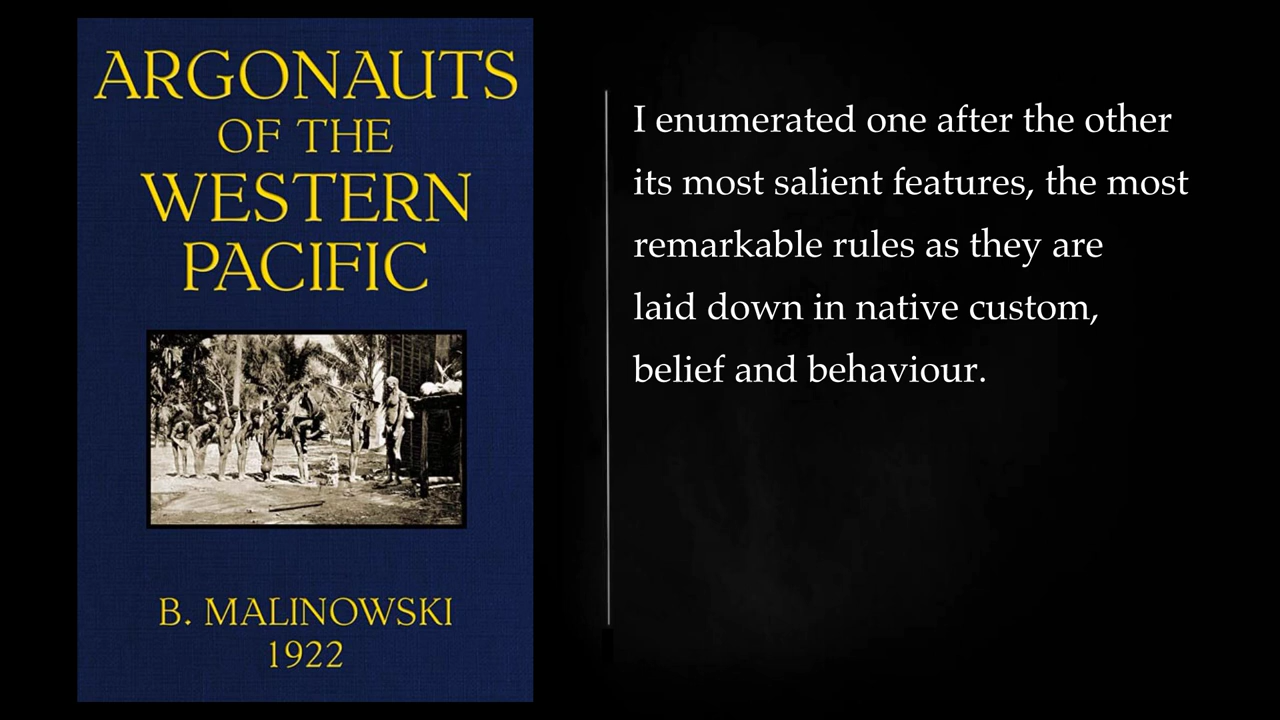 ARGONAUTS
OF THE
WESTERN
PACIFIC
B. MALINOWSKI
1922
I enumerated one after the other
its most salient features, the most
remarkable rules as they are
laid down in native custom,
belief and behaviour.